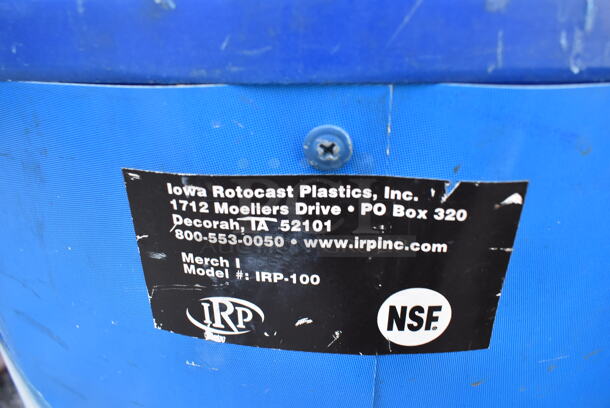 Iowa Rotocast Plastics, Inc.
1712 Moellers Drive • PO Box 320
Decorah, IA 52101
800-553-0050 • www.irpinc.com
Merch I
Model #: IRP-100
IRP
NSF.